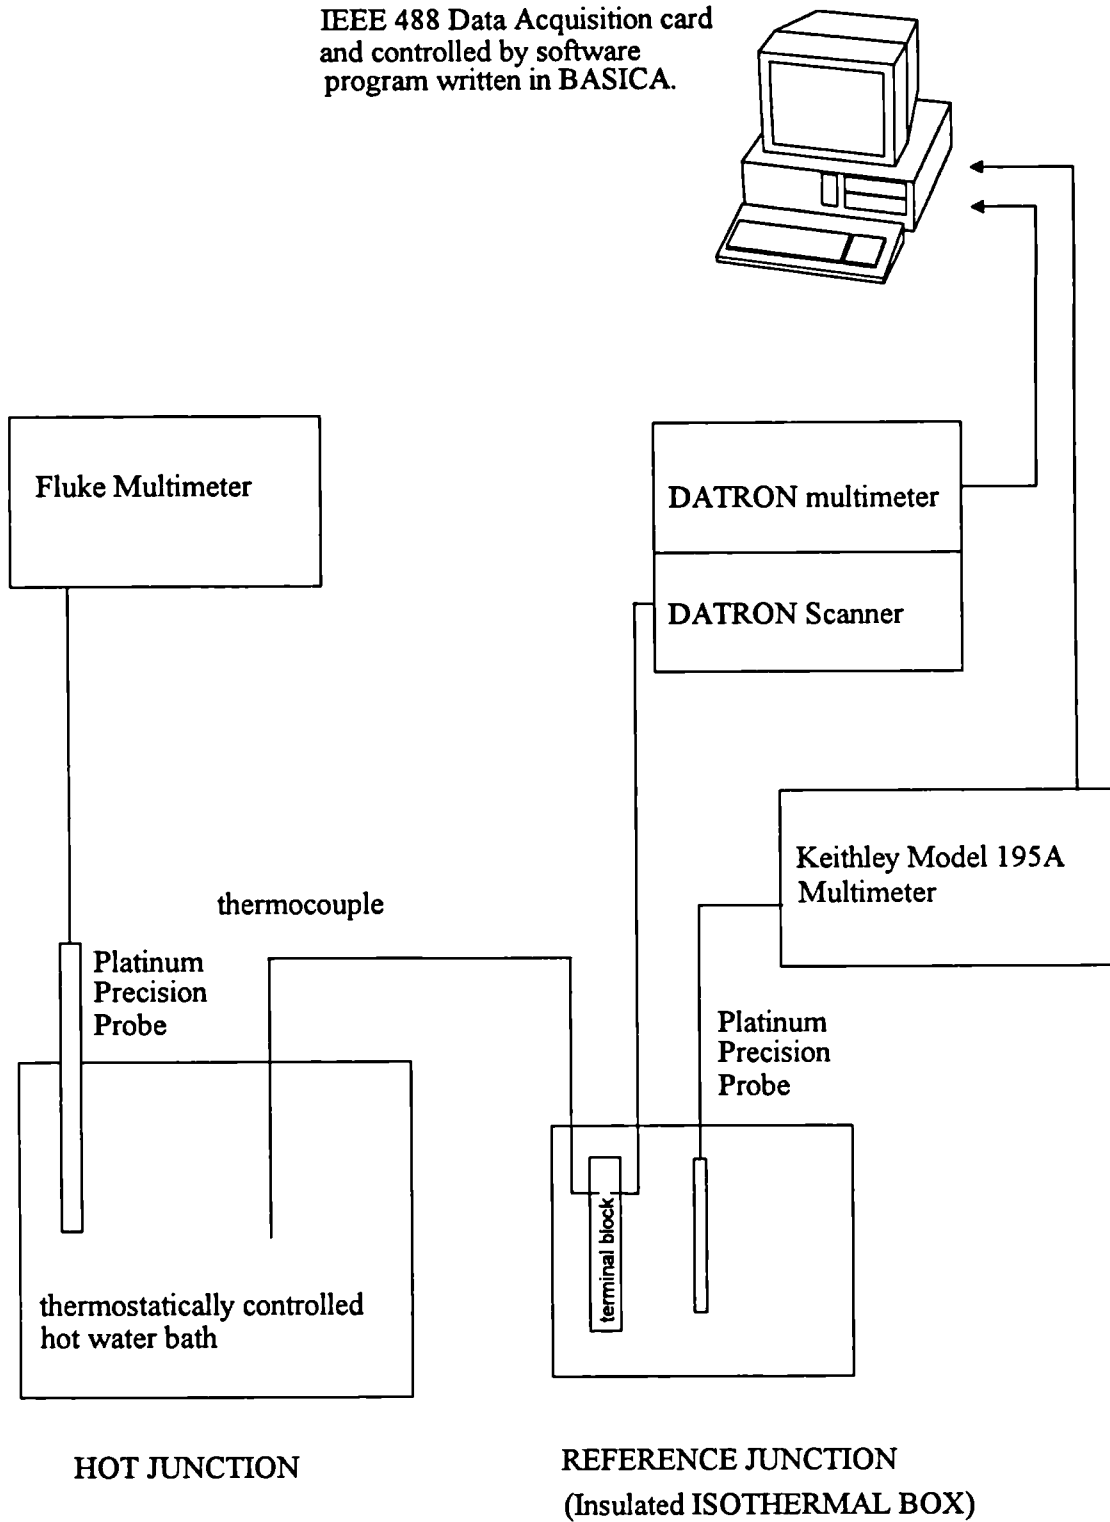 IEEE 488 Data Acquisition card
and controlled by software
program written in BASICA.
Fluke Multimeter
DATRON multimeter
DATRON Scanner
Keithley Model 195A
Multimeter
thermocouple
Platinum
Precision
Probe
Platinum
Precision
Probe
terminal block
thermostatically controlled
hot water bath
HOT JUNCTION
REFERENCE JUNCTION
(Insulated ISOTHERMAL BOX)